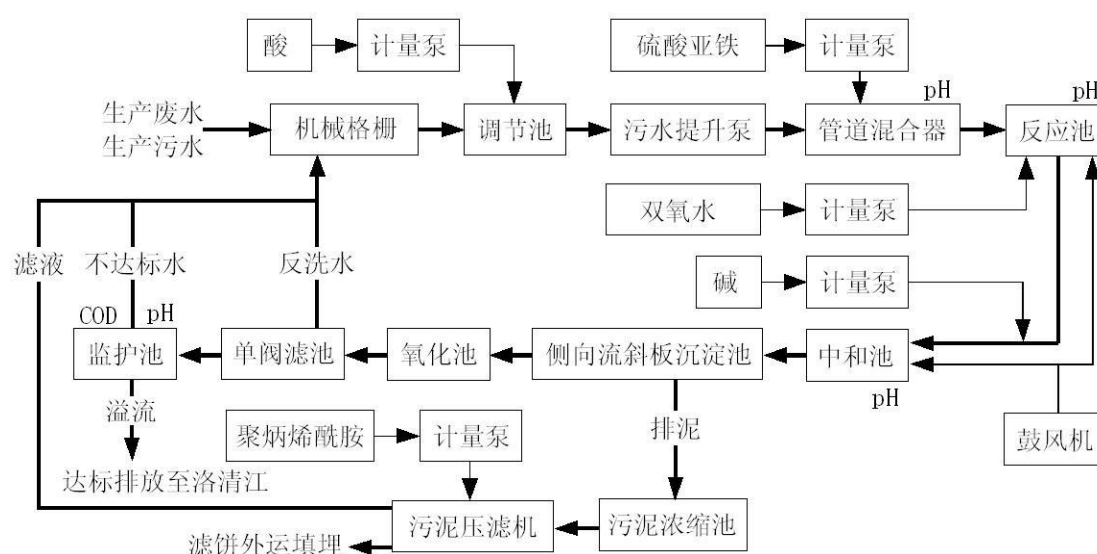 酸
计量泵
硫酸亚铁
计量泵
生产废水
生产污水
机械格栅
调节池
污水提升泵
pH
管道混合器
pH
反应池
双氧水
计量泵
滤液
不达标水
反洗水
碱
计量泵
COD
pH
监护池
单阀滤池
氧化池
侧向流斜板沉淀池
中和池
pH
溢流
聚炳烯酰胺
计量泵
排泥
鼓风机
达标排放至洛清江
污泥压滤机
污泥浓缩池
滤饼外运填埋